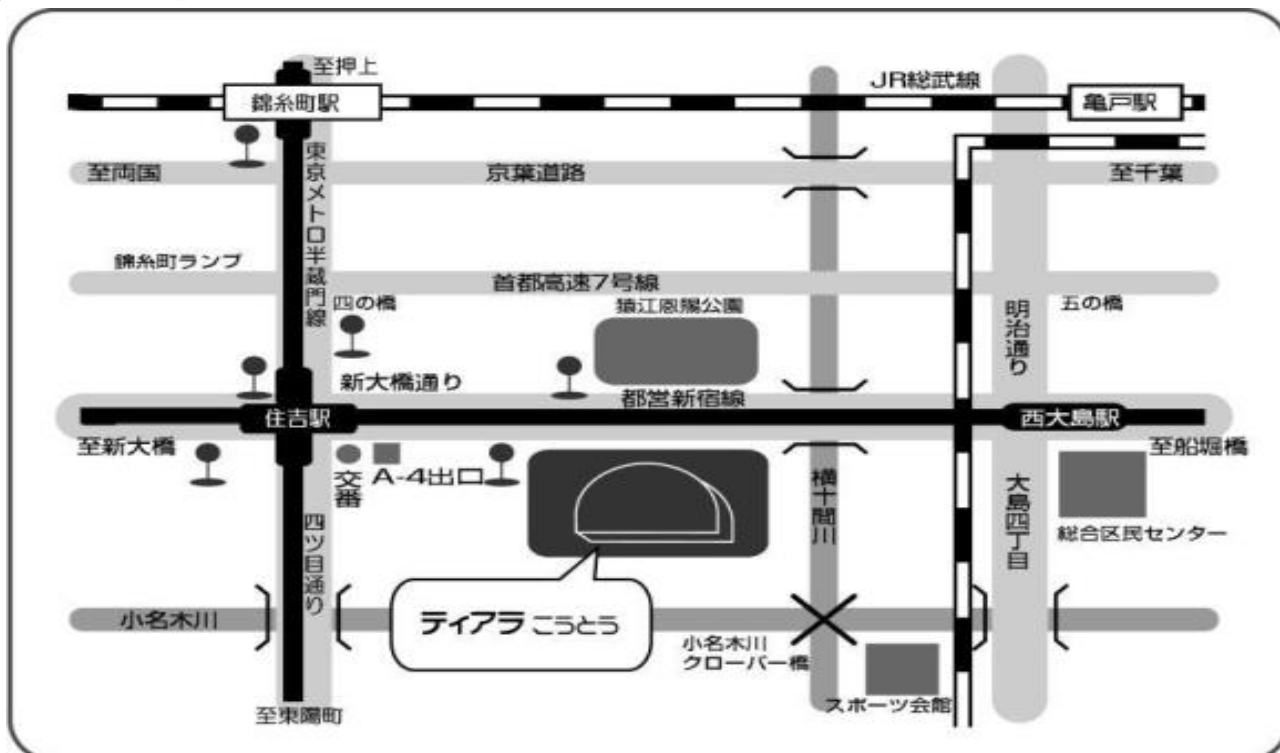 至押上
JR総武線
錦糸町駅
亀戸駅
至両国
京葉道路
至千葉
東京メトロ半蔵門線
錦糸町ランプ
首都高速7号線
四の橋
猿江恩賜公園
明治通り
五の橋
新大橋通り
都営新宿線
住吉駅
西大島駅
至新大橋
至船堀橋
交番
A-4出口
横十間川
大島四丁目
総合区民センター
四ツ目通り
小名木川
ティアラこうとう
小名木川
クローバー橋
スポーツ会館
至東陽町